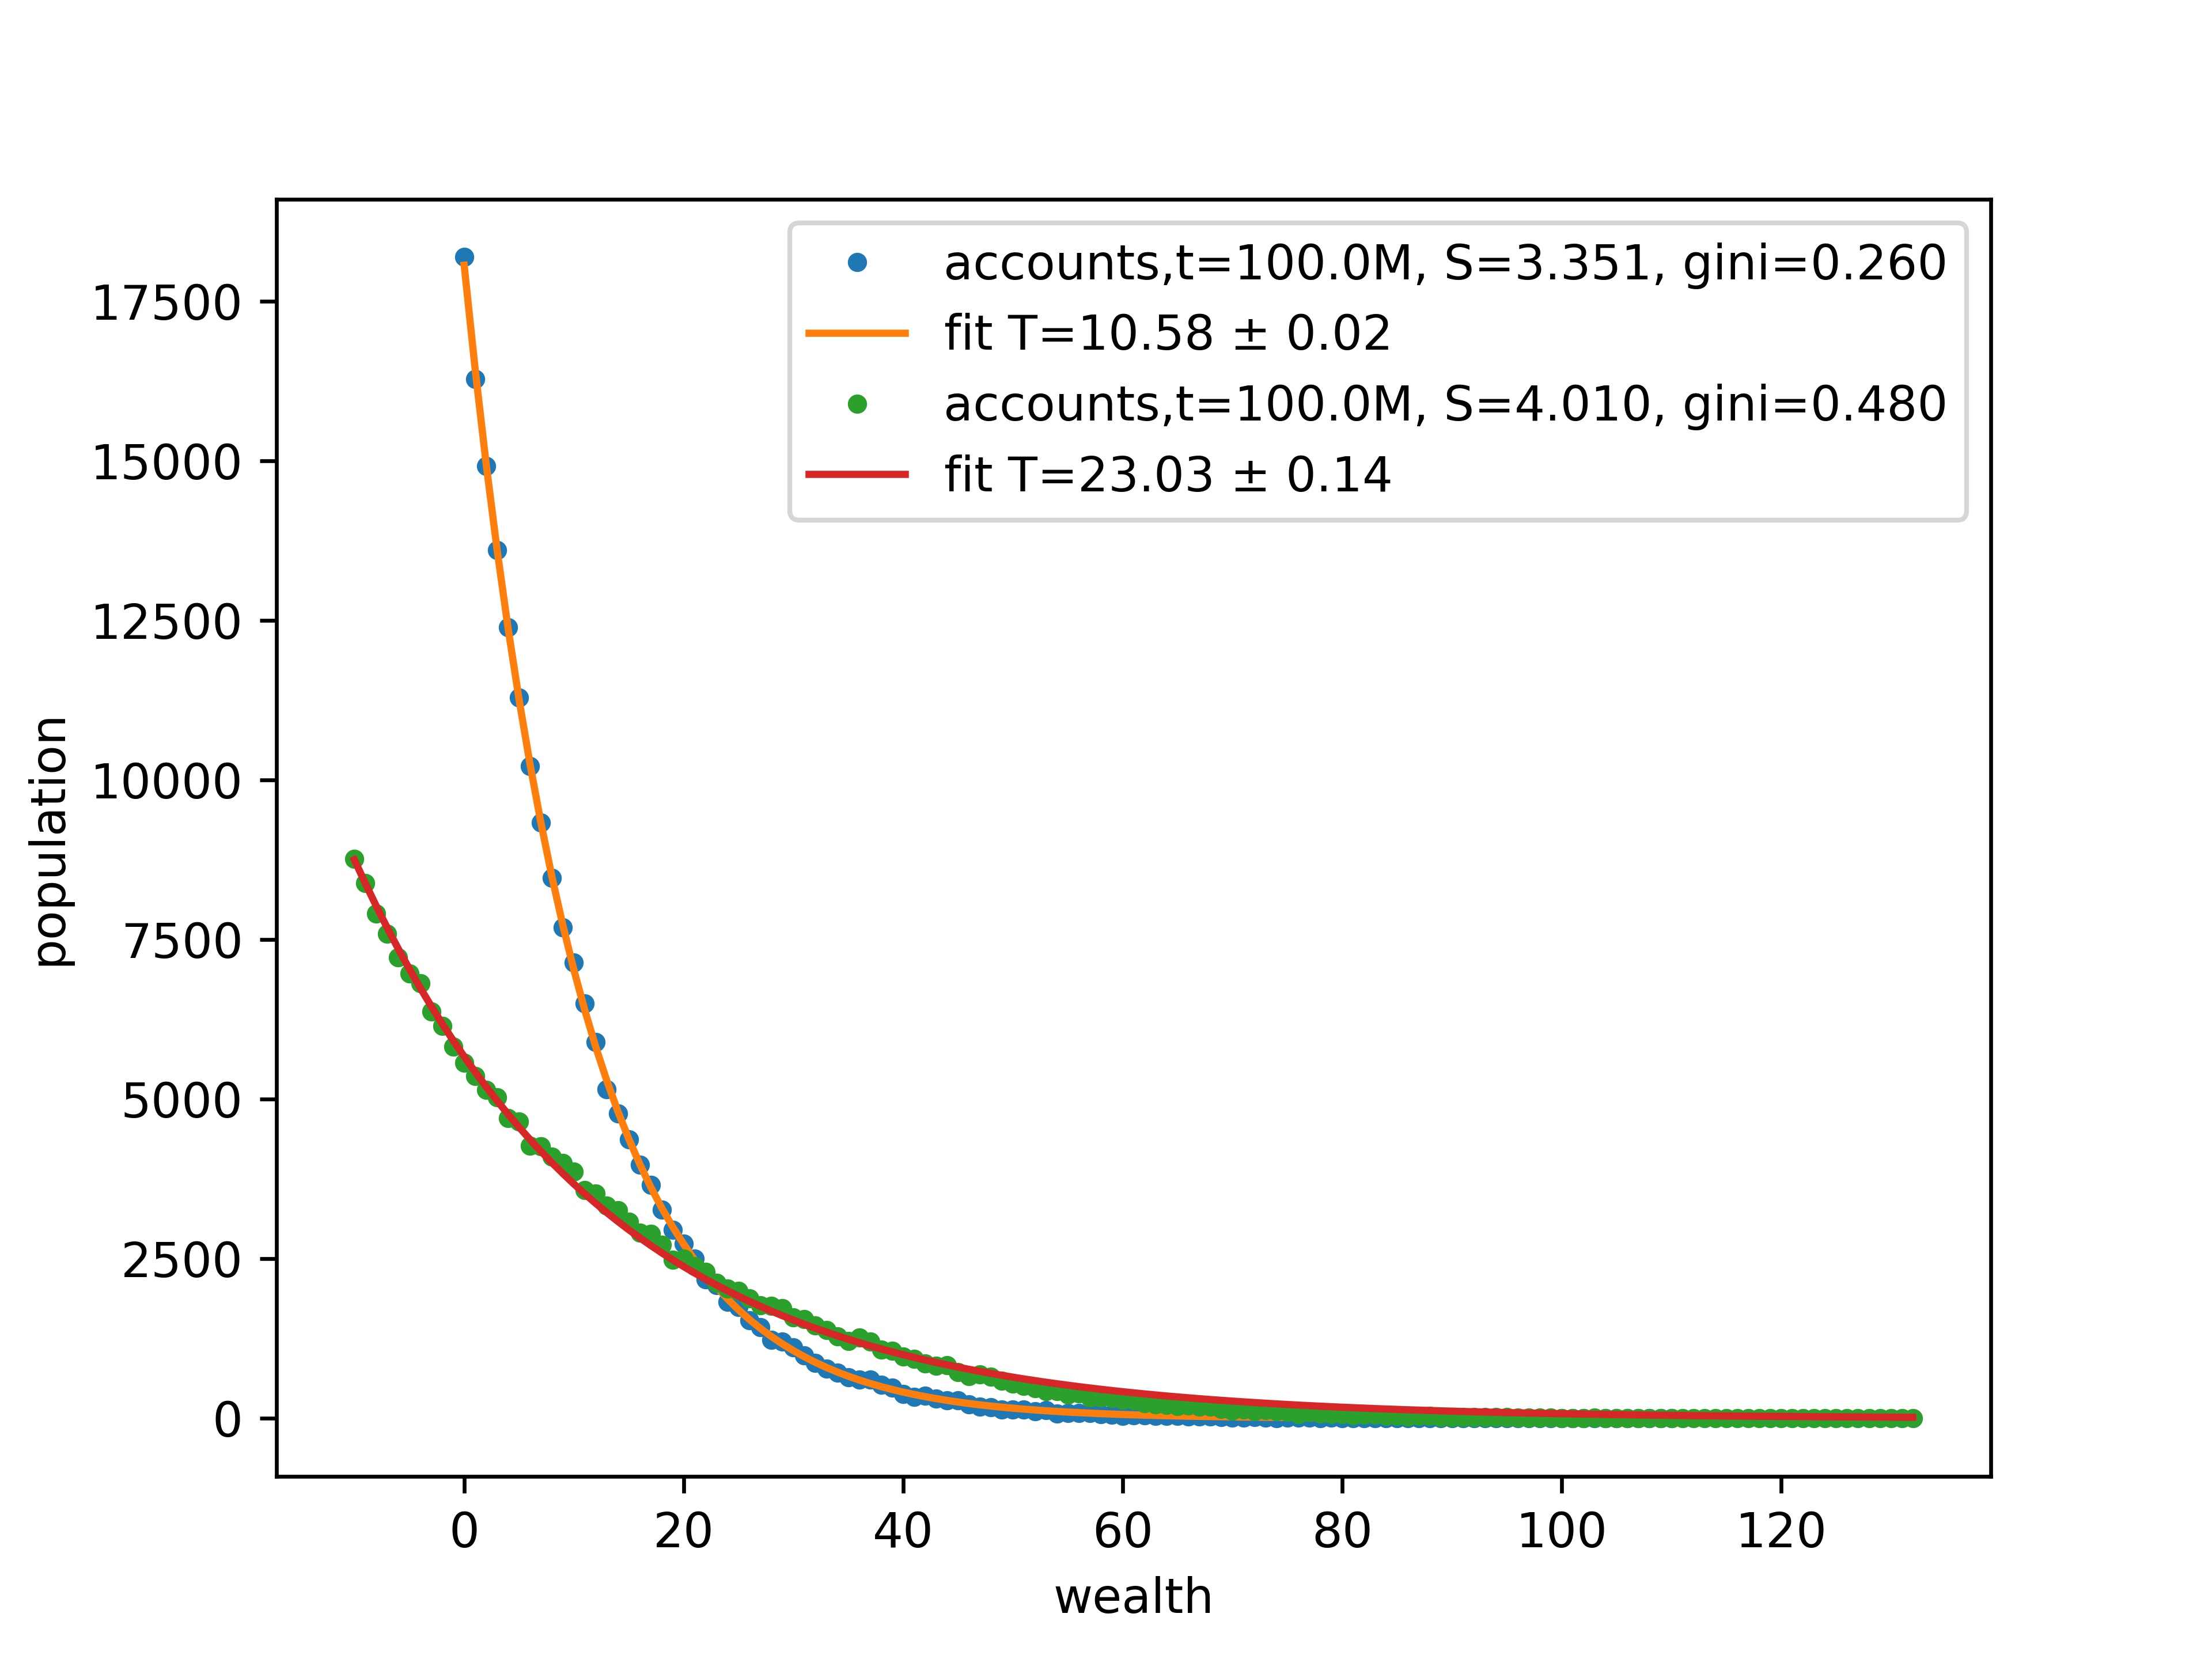 accounts,t=100.0M, S=3.351, gini=0.260
fit T=10.58 ± 0.02
accounts,t=100.0M, S=4.010, gini=0.480
fit T=23.03 ± 0.14
17500
15000
12500
10000
7500
5000
2500
0
population
0 20 40 60 80 100 120
wealth